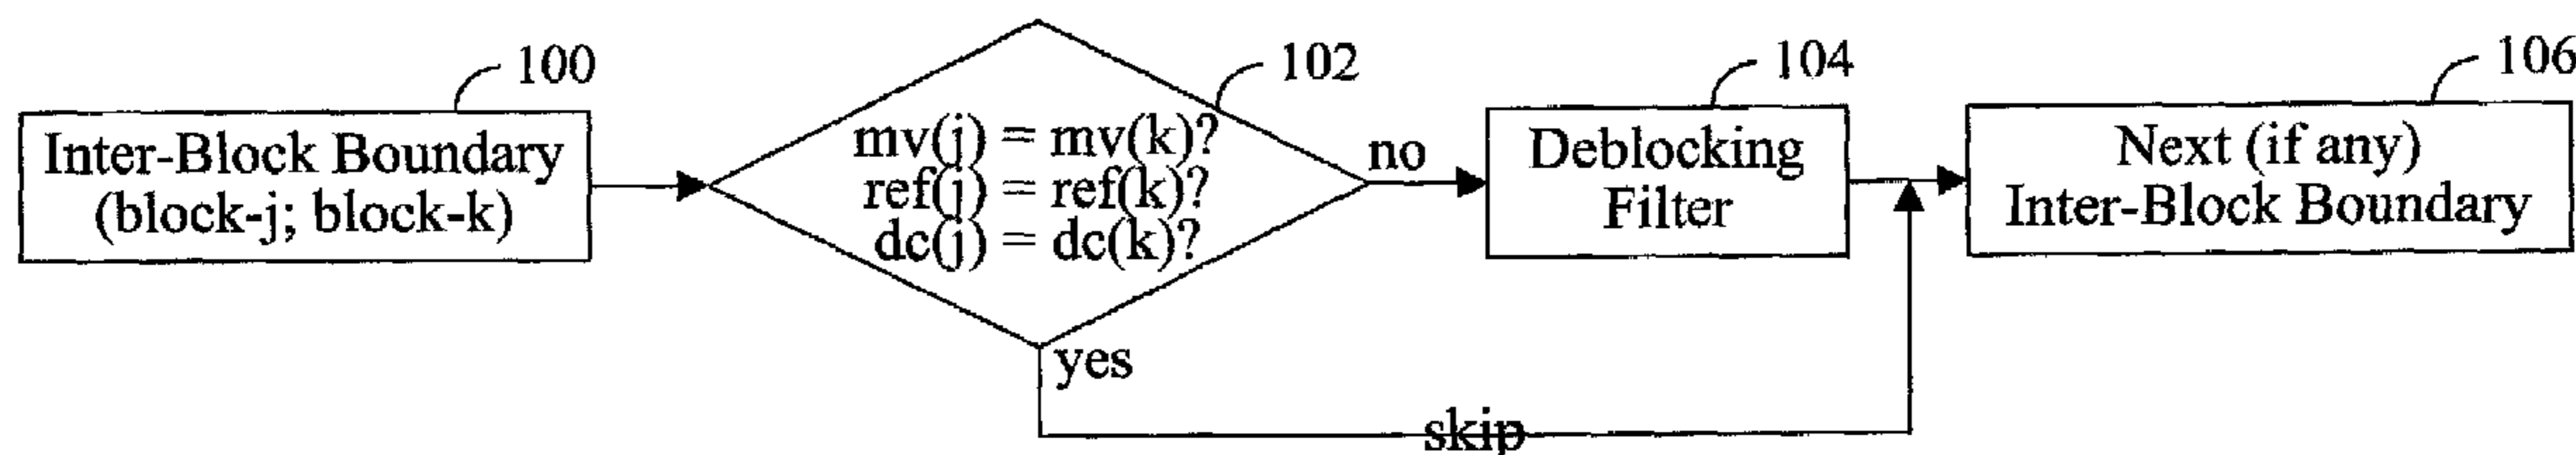 100
Inter-Block Boundary
(block-j; block-k)
102
mv(j) = mv(k)?
ref(j) = ref(k)?
dc(j) = dc(k)?
no
yes
skip
104
Deblocking
Filter
106
Next (if any)
Inter-Block Boundary